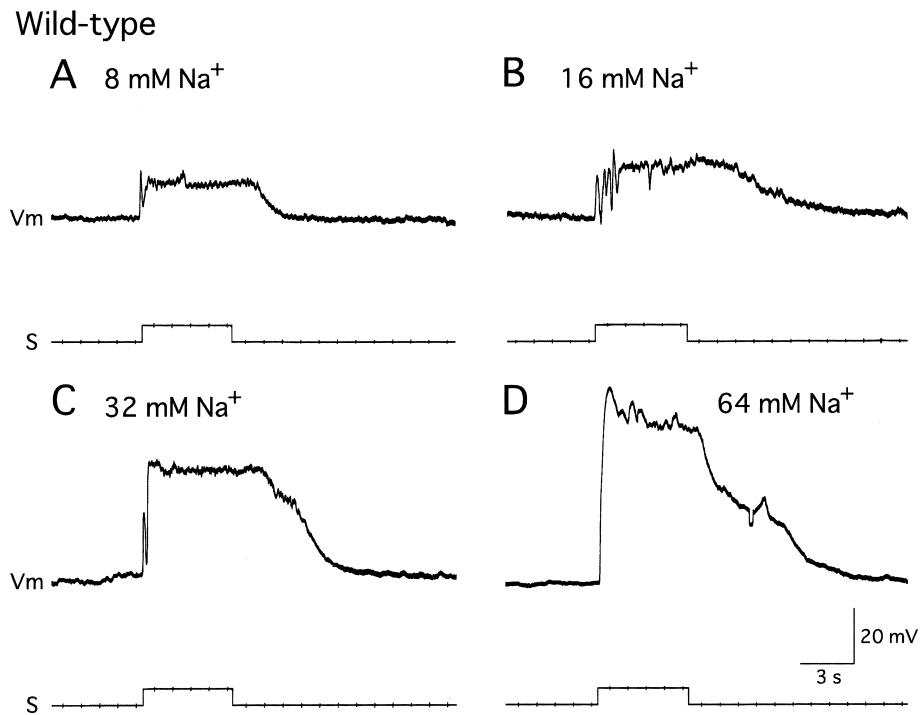 Wild-type
A 8 mM Na+
B 16 mM Na+
Vm
S
C 32 mM Na+
D 64 mM Na+
Vm
20 mV
3 s
S